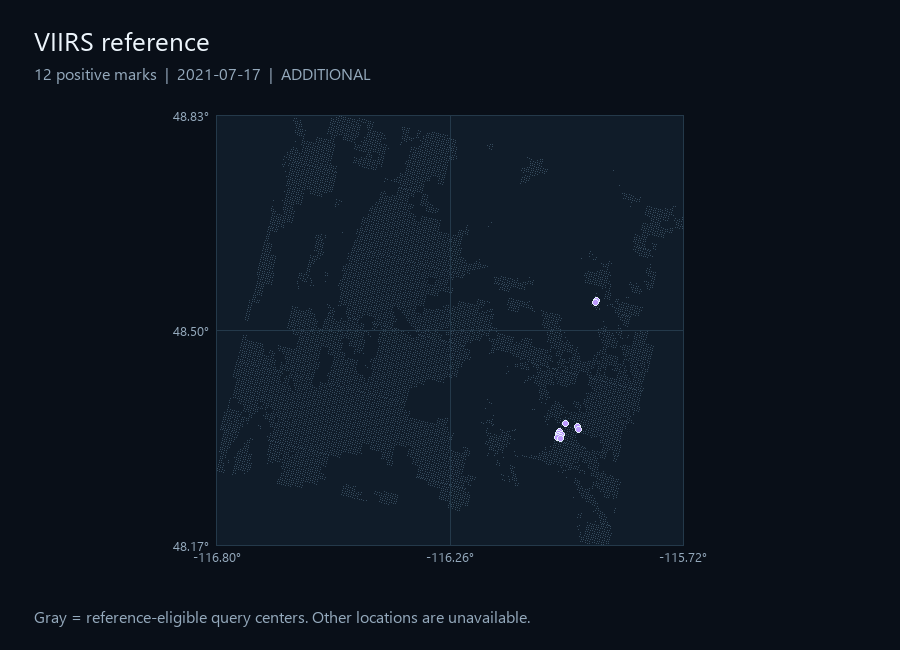 VIIRS reference
12 positive marks | 2021-07-17 | ADDITIONAL
48.83°
48.50°
48.17°
-116.80°
-116.26°
-115.72°
Gray = reference-eligible query centers. Other locations are unavailable.